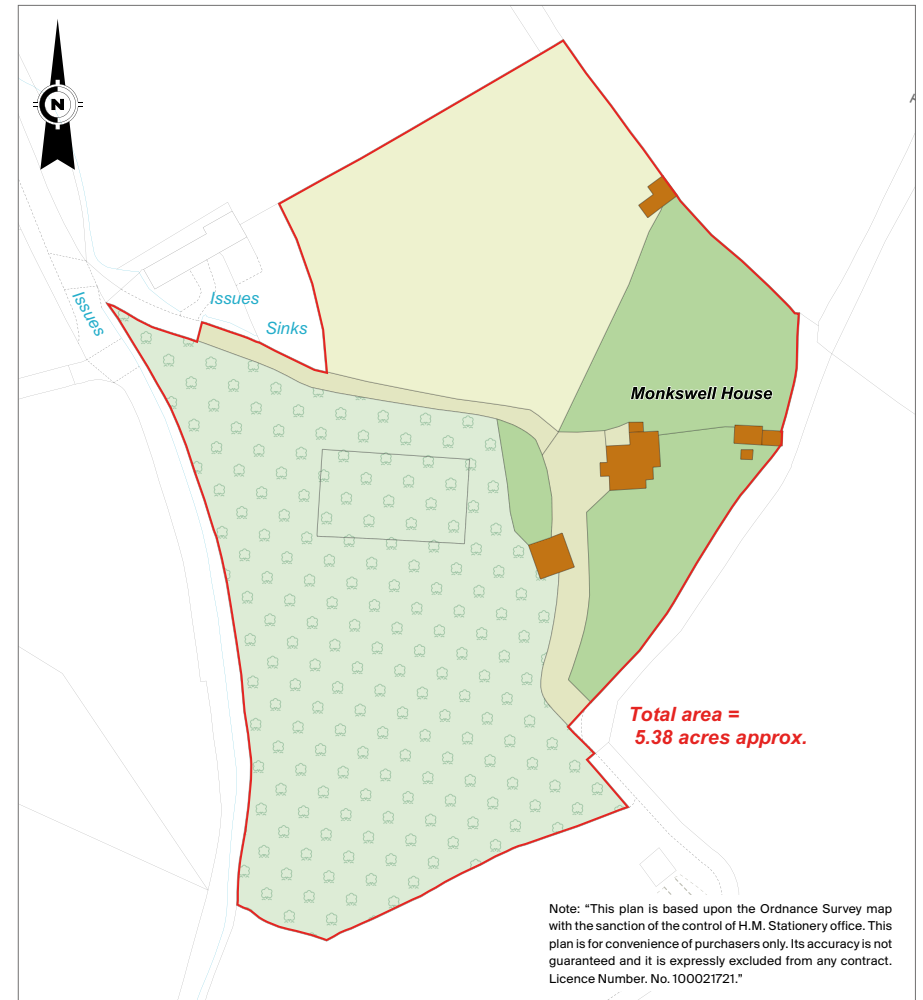 N
Issues
Issues
Sinks
Monkswell House
Total area =
5.38 acres approx.
Note: “This plan is based upon the Ordnance Survey map
with the sanction of the control of H.M. Stationery office. This
plan is for convenience of purchasers only. Its accuracy is not
guaranteed and it is expressly excluded from any contract.
Licence Number. No. 100021721.”